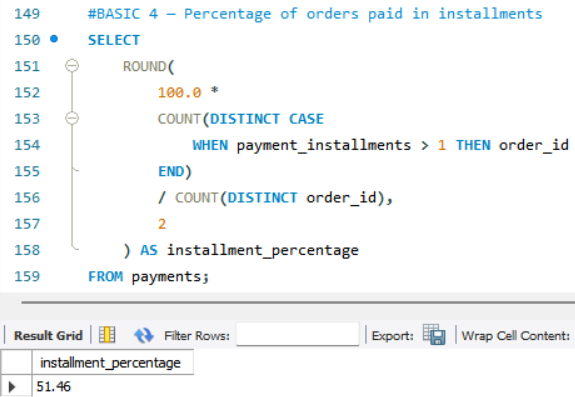 149 #BASIC 4 — Percentage of orders paid in installments
150 SELECT
151 ROUND(
152 100.0 *
153 COUNT(DISTINCT CASE
154 WHEN payment_installments > 1 THEN order_id
155 END)
156 / COUNT(DISTINCT order_id),
157 2
158 ) AS installment_percentage
159 FROM payments;
Result Grid Filter Rows: Export: Wrap Cell Content:
installment_percentage
51.46